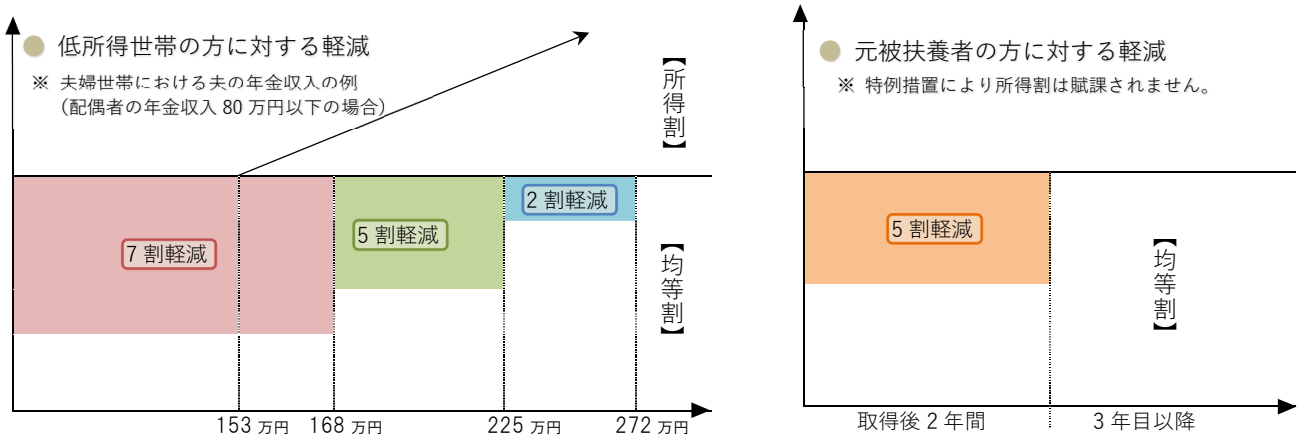 ● 低所得世帯の方に対する軽減
※ 夫婦世帯における夫の年金収入の例
(配偶者の年金収入 80 万円以下の場合)
【所得割】
7 割軽減
5 割軽減
2 割軽減
【均等割】
153 万円
168 万円
225 万円
272 万円
● 元被扶養者の方に対する軽減
※ 特例措置により所得割は賦課されません。
5 割軽減
【均等割】
取得後 2 年間
3 年目以降